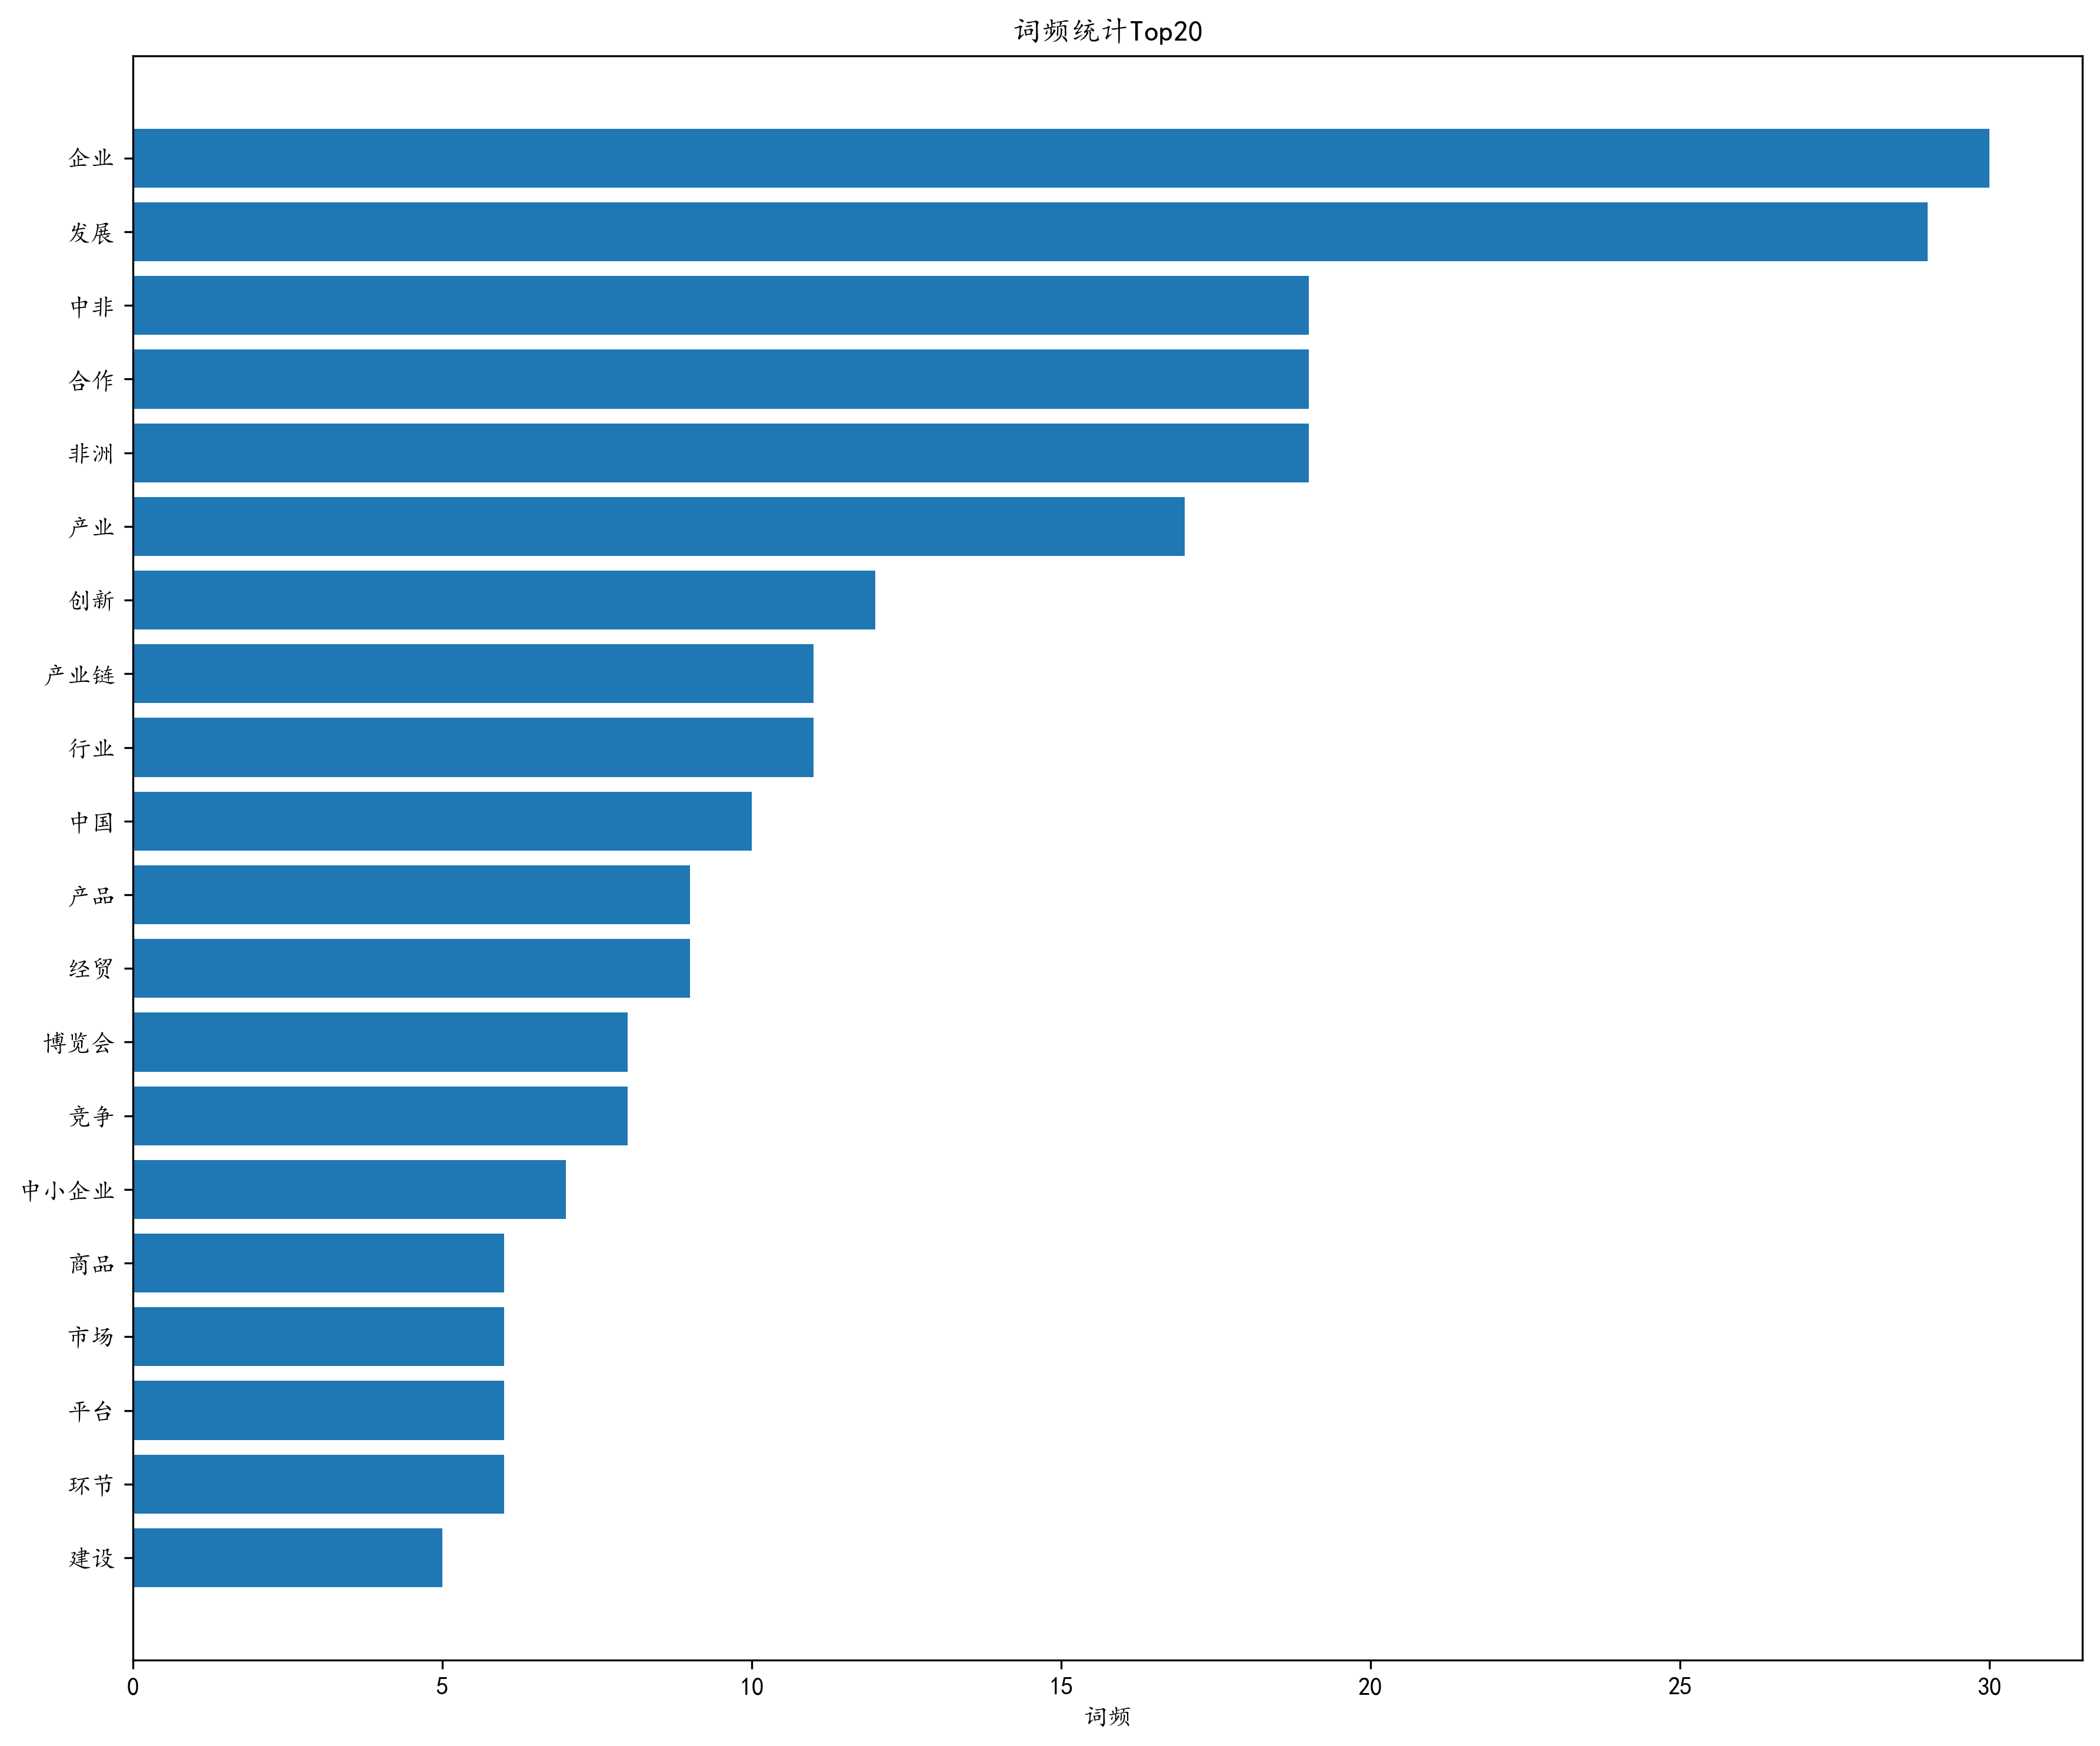 词频统计Top20
企业
发展
中非
合作
非洲
产业
创新
产业链
行业
中国
产品
经贸
博览会
竞争
中小企业
商品
市场
平台
环节
建设
0 5 10 15 20 25 30
词频